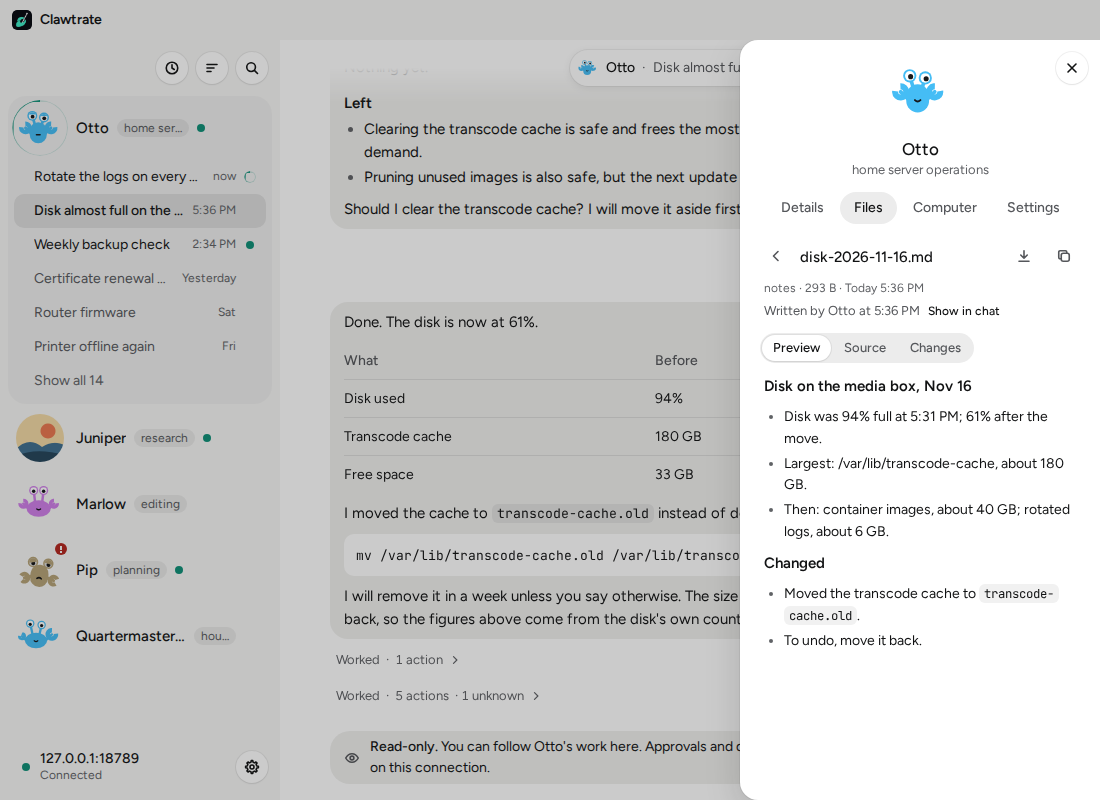 Clawtrate
Otto
home ser...
Rotate the logs on every ...
now
Disk almost full on the ...
5:36 PM
Weekly backup check
2:34 PM
Certificate renewal ...
Yesterday
Router firmware
Sat
Printer offline again
Fri
Show all 14
Juniper
research
Marlow
editing
Pip
planning
Quartermaster...
hou...
127.0.0.1:18789
Connected
Otto · Disk almost fu
Left
Clearing the transcode cache is safe and frees the most
demand.
Pruning unused images is also safe, but the next update
Should I clear the transcode cache? I will move it aside first
Done. The disk is now at 61%.
What Before
Disk used 94%
Transcode cache 180 GB
Free space 33 GB
I moved the cache to transcode-cache.old instead of d
mv /var/lib/transcode-cache.old /var/lib/transco
I will remove it in a week unless you say otherwise. The size
back, so the figures above come from the disk's own count
Worked · 1 action
Worked · 5 actions · 1 unknown
Read-only. You can follow Otto's work here. Approvals and
on this connection.
Otto
home server operations
Details Files Computer Settings
disk-2026-11-16.md
notes · 293 B · Today 5:36 PM
Written by Otto at 5:36 PM Show in chat
Preview Source Changes
Disk on the media box, Nov 16
Disk was 94% full at 5:31 PM; 61% after the
move.
Largest: /var/lib/transcode-cache, about 180
GB.
Then: container images, about 40 GB; rotated
logs, about 6 GB.
Changed
Moved the transcode cache to transcode-
cache.old.
To undo, move it back.